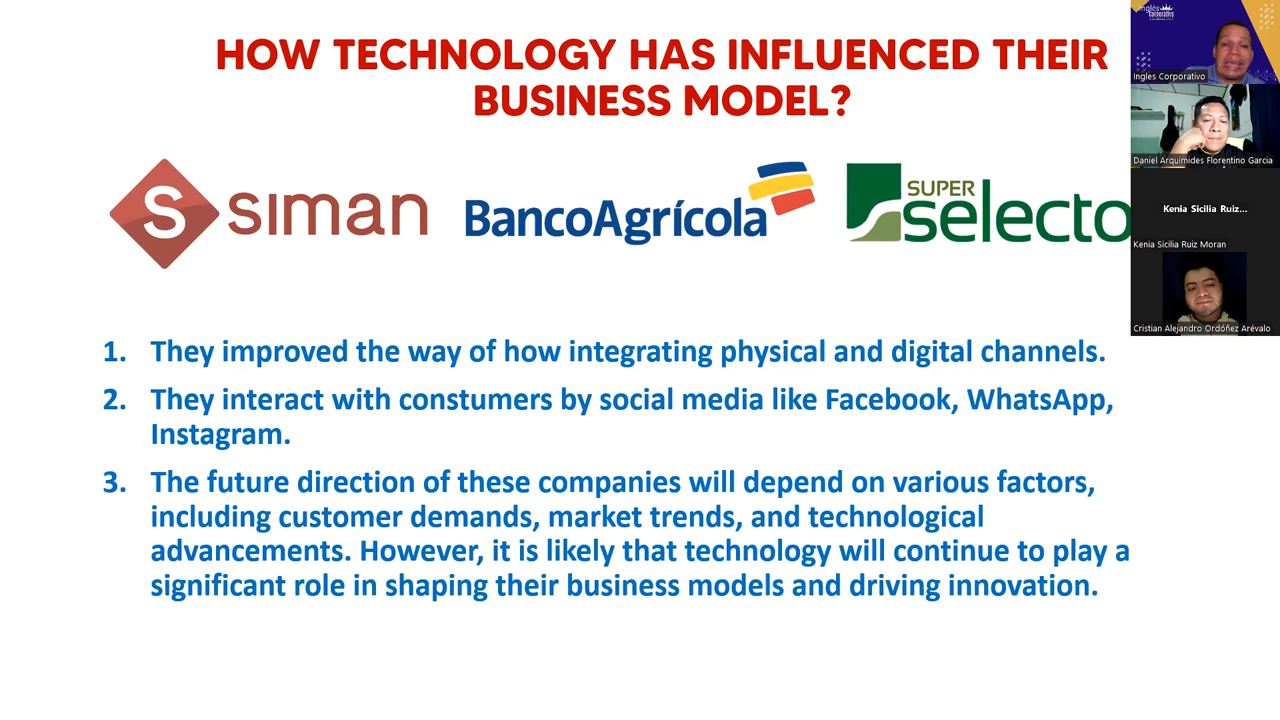 HOW TECHNOLOGY HAS INFLUENCED THEIR
BUSINESS MODEL?
S siman
BancoAgrícola
SUPER
selecto
1. They improved the way of how integrating physical and digital channels.
2. They interact with constumers by social media like Facebook, WhatsApp,
Instagram.
3. The future direction of these companies will depend on various factors,
including customer demands, market trends, and technological
advancements. However, it is likely that technology will continue to play a
significant role in shaping their business models and driving innovation.
Inglés
corporativo
Ingles Corporativo
Daniel Arquimides Florentino Garcia
Kenia Sicilia Ruiz...
Kenia Sicilia Ruiz Moran
Cristian Alejandro Ordóñez Arévalo